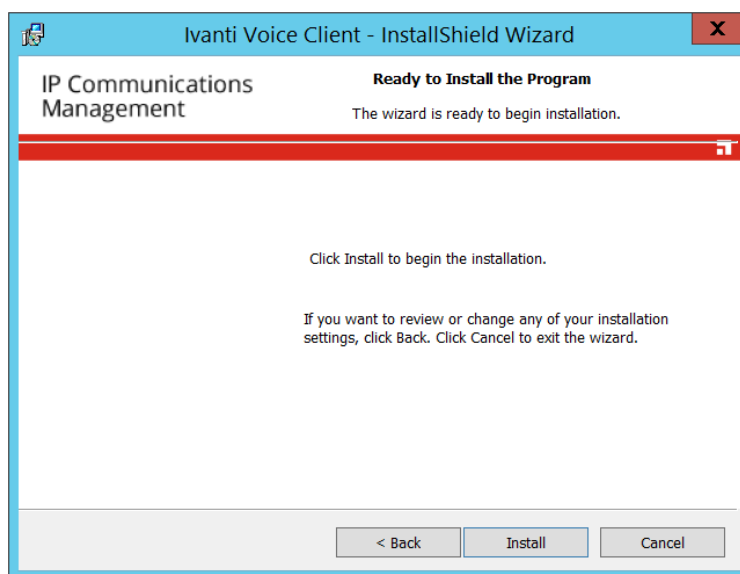 Ivanti Voice Client - InstallShield Wizard
X
IP Communications
Management
Ready to Install the Program
The wizard is ready to begin installation.
Click Install to begin the installation.
If you want to review or change any of your installation
settings, click Back. Click Cancel to exit the wizard.
< Back
Install
Cancel